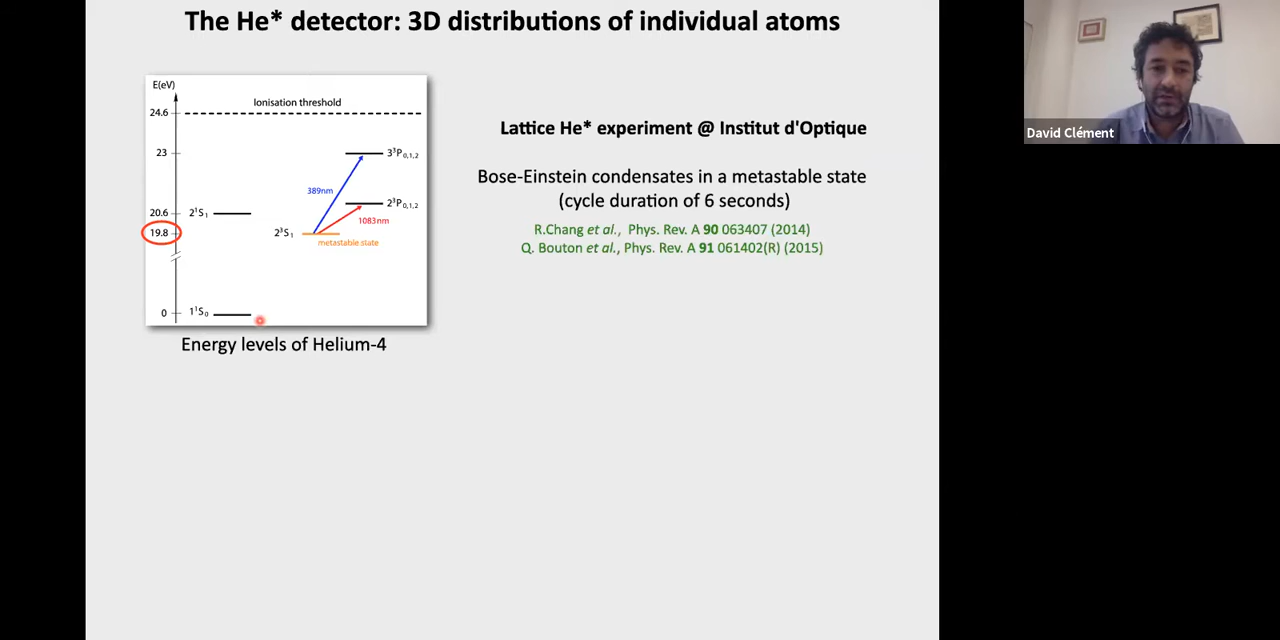 The He* detector: 3D distributions of individual atoms
E(eV)
Ionisation threshold
24.6
23
3³P₀,₁,₂
389nm
2³P₀,₁,₂
20.6
2¹S₁
1083nm
19.8
2³S₁
metastable state
0
1¹S₀
Energy levels of Helium-4
Lattice He* experiment @ Institut d'Optique
Bose-Einstein condensates in a metastable state
(cycle duration of 6 seconds)
R.Chang et al., Phys. Rev. A 90 063407 (2014)
Q. Bouton et al., Phys. Rev. A 91 061402(R) (2015)
David Clément